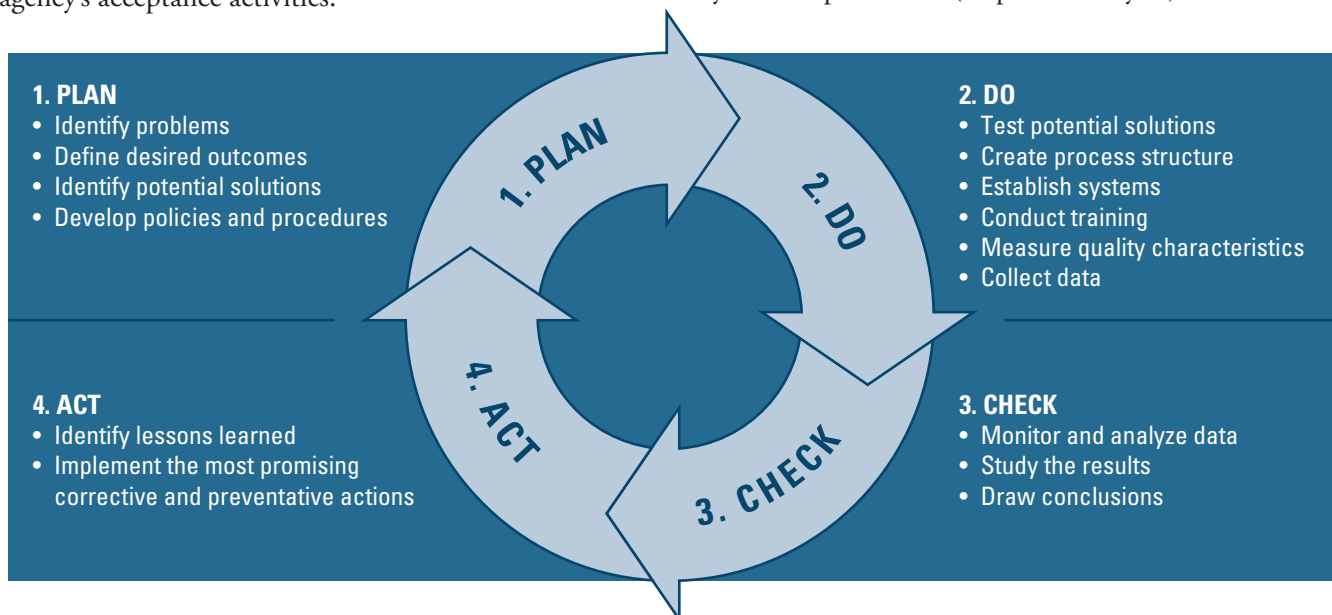 agency's acceptance activities.
1. PLAN
• Identify problems
• Define desired outcomes
• Identify potential solutions
• Develop policies and procedures
2. DO
• Test potential solutions
• Create process structure
• Establish systems
• Conduct training
• Measure quality characteristics
• Collect data
1. PLAN
2. DO
3. CHECK
4. ACT
4. ACT
• Identify lessons learned
• Implement the most promising
corrective and preventative actions
3. CHECK
• Monitor and analyze data
• Study the results
• Draw conclusions